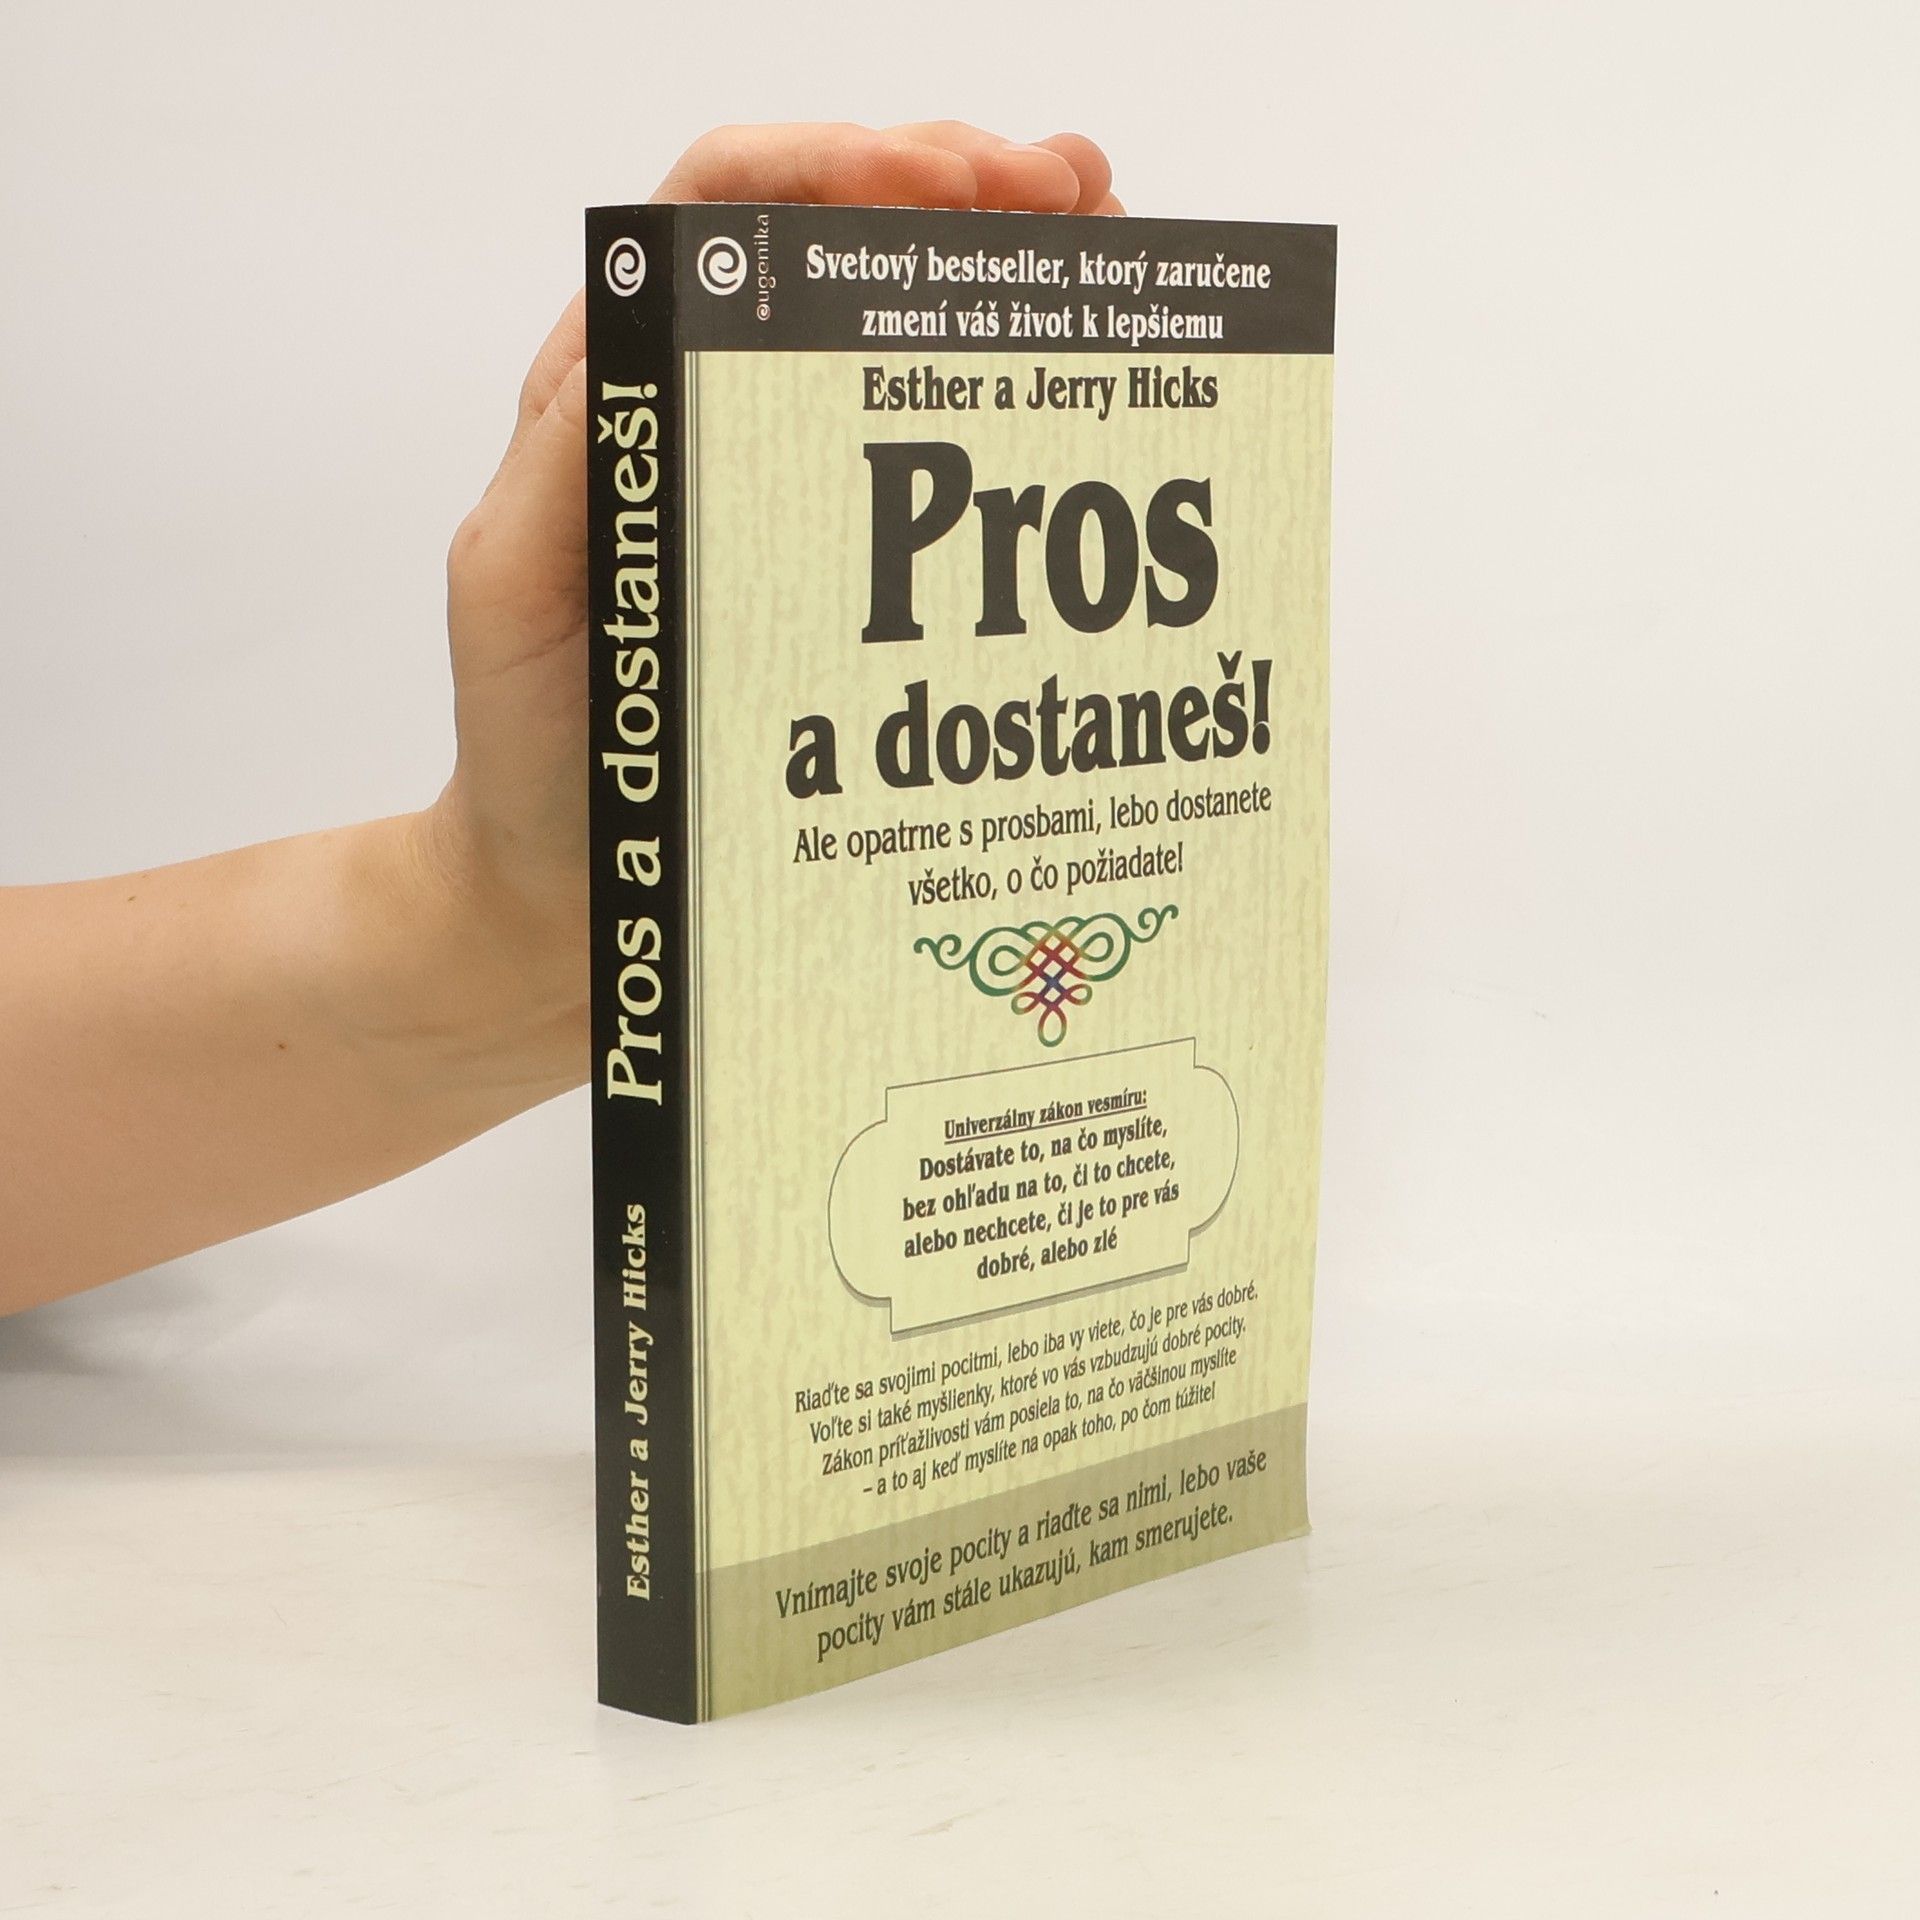 Pros a dostaneš!
Esther a Jerry Hicks
eugenika
Svetový bestseller, ktorý zaručene
zmení váš život k lepšiemu
Esther a Jerry Hicks
Pros
a dostaneš!
Ale opatrne s prosbami, lebo dostanete
všetko, o čo požiadate!
Univerzálny zákon vesmíru:
Dostávate to, na čo myslíte,
bez ohľadu na to, či to chcete,
alebo nechcete, či je to pre vás
dobré, alebo zlé
Riaďte sa svojimi pocitmi, lebo iba vy viete, čo je pre vás dobré.
Voľte si také myšlienky, ktoré vo vás vzbudzujú dobré pocity.
Zákon príťažlivosti vám posiela to, na čo väčšinou myslíte
– a to aj keď myslíte na opak toho, po čom túžite!
Vnímajte svoje pocity a riaďte sa nimi, lebo vaše
pocity vám stále ukazujú, kam smerujete.